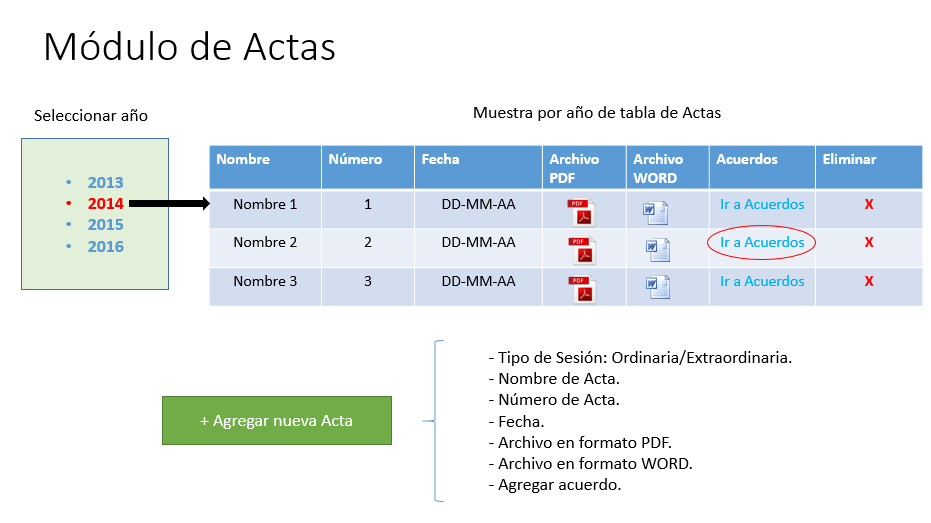 Módulo de Actas
Seleccionar año
Muestra por año de tabla de Actas
• 2013
• 2014
• 2015
• 2016
Nombre Número Fecha Archivo PDF Archivo WORD Acuerdos Eliminar
Nombre 1 1 DD-MM-AA PDF W Ir a Acuerdos X
Nombre 2 2 DD-MM-AA PDF W Ir a Acuerdos X
Nombre 3 3 DD-MM-AA PDF W Ir a Acuerdos X
+ Agregar nueva Acta
- Tipo de Sesión: Ordinaria/Extraordinaria.
- Nombre de Acta.
- Número de Acta.
- Fecha.
- Archivo en formato PDF.
- Archivo en formato WORD.
- Agregar acuerdo.